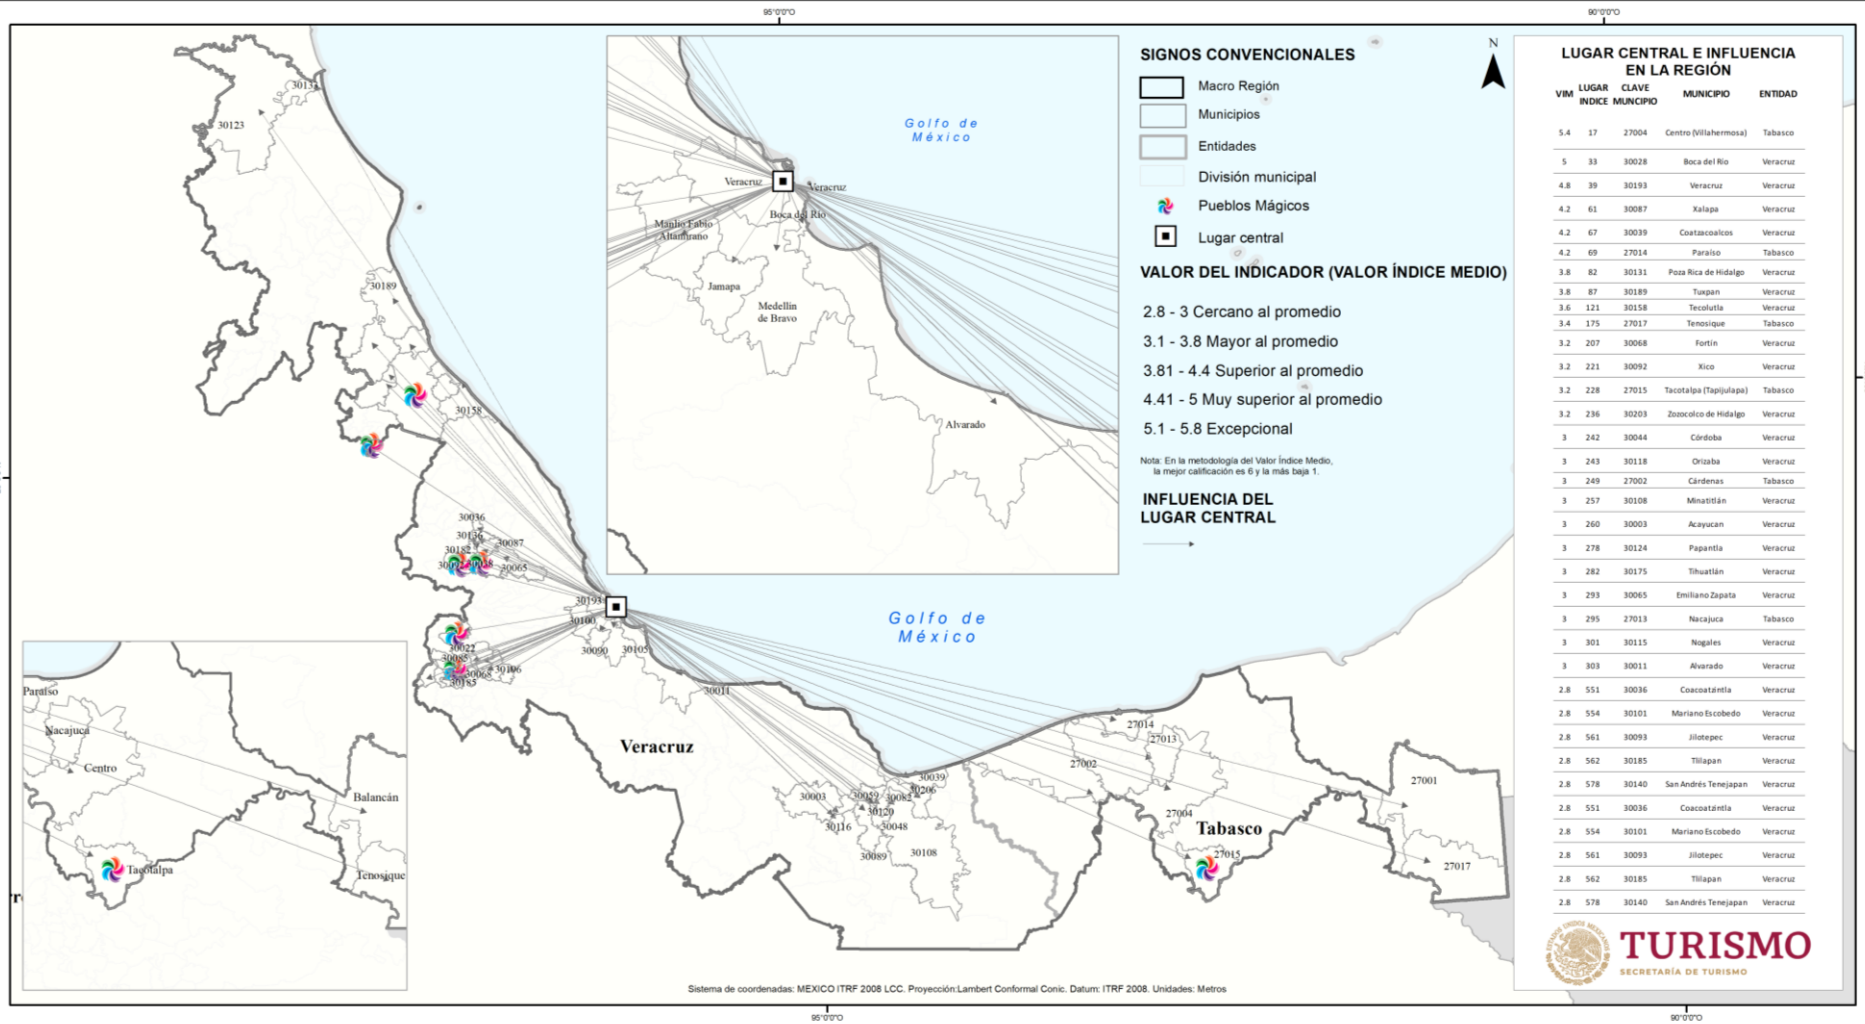 95°0'0"O
90°0'0"O
3013
30123
30189
30158
30036
30136
30087
30182
30065
30193
30100
30090
30105
30022
30085
30068
30106
30185
30011
Veracruz
Golfo de
México
Golfo de
México
Veracruz
Veracruz
Boca del Río
Manlio Fabio
Altamirano
Jamapa
Medellín
de Bravo
Alvarado
N
SIGNOS CONVENCIONALES
Macro Región
Municipios
Entidades
División municipal
Pueblos Mágicos
Lugar central
VALOR DEL INDICADOR (VALOR ÍNDICE MEDIO)
2.8 - 3 Cercano al promedio
3.1 - 3.8 Mayor al promedio
3.81 - 4.4 Superior al promedio
4.41 - 5 Muy superior al promedio
5.1 - 5.8 Excepcional
Nota: En la metodología del Valor Índice Medio,
la mejor calificación es 6 y la más baja 1.
INFLUENCIA DEL
LUGAR CENTRAL
30039
30206
30003
30059
30082
30120
30116
30048
30089
30108
27014
27013
27002
27004
Tabasco
27015
27001
27017
Paraíso
Nacajuca
Centro
Balancán
Tacotalpa
Tenosique
LUGAR CENTRAL E INFLUENCIA
EN LA REGIÓN
VIM LUGAR INDICE CLAVE MUNCIPIO MUNICIPIO ENTIDAD
5.4 17 27004 Centro (Villahermosa) Tabasco
5 33 30028 Boca del Río Veracruz
4.8 39 30193 Veracruz Veracruz
4.2 61 30087 Xalapa Veracruz
4.2 67 30039 Coatzacoalcos Veracruz
4.2 69 27014 Paraíso Tabasco
3.8 82 30131 Poza Rica de Hidalgo Veracruz
3.8 87 30189 Tuxpan Veracruz
3.6 121 30158 Tecolutla Veracruz
3.4 175 27017 Tenosique Tabasco
3.2 207 30068 Fortín Veracruz
3.2 221 30092 Xico Veracruz
3.2 228 27015 Tacotalpa (Tapijulapa) Tabasco
3.2 236 30203 Zozocolco de Hidalgo Veracruz
3 242 30044 Córdoba Veracruz
3 243 30118 Orizaba Veracruz
3 249 27002 Cárdenas Tabasco
3 257 30108 Minatitlán Veracruz
3 260 30003 Acayucan Veracruz
3 278 30124 Papantla Veracruz
3 282 30175 Tihuatlán Veracruz
3 293 30065 Emiliano Zapata Veracruz
3 295 27013 Nacajuca Tabasco
3 301 30115 Nogales Veracruz
3 303 30011 Alvarado Veracruz
2.8 551 30036 Coacoatzintla Veracruz
2.8 554 30101 Mariano Escobedo Veracruz
2.8 561 30093 Jilotepec Veracruz
2.8 562 30185 Tlilapan Veracruz
2.8 578 30140 San Andrés Tenejapan Veracruz
2.8 551 30036 Coacoatzintla Veracruz
2.8 554 30101 Mariano Escobedo Veracruz
2.8 561 30093 Jilotepec Veracruz
2.8 562 30185 Tlilapan Veracruz
2.8 578 30140 San Andrés Tenejapan Veracruz
TURISMO
SECRETARÍA DE TURISMO
Sistema de coordenadas: MEXICO ITRF 2008 LCC. Proyección:Lambert Conformal Conic. Datum: ITRF 2008. Unidades: Metros
95°0'0"O
90°0'0"O